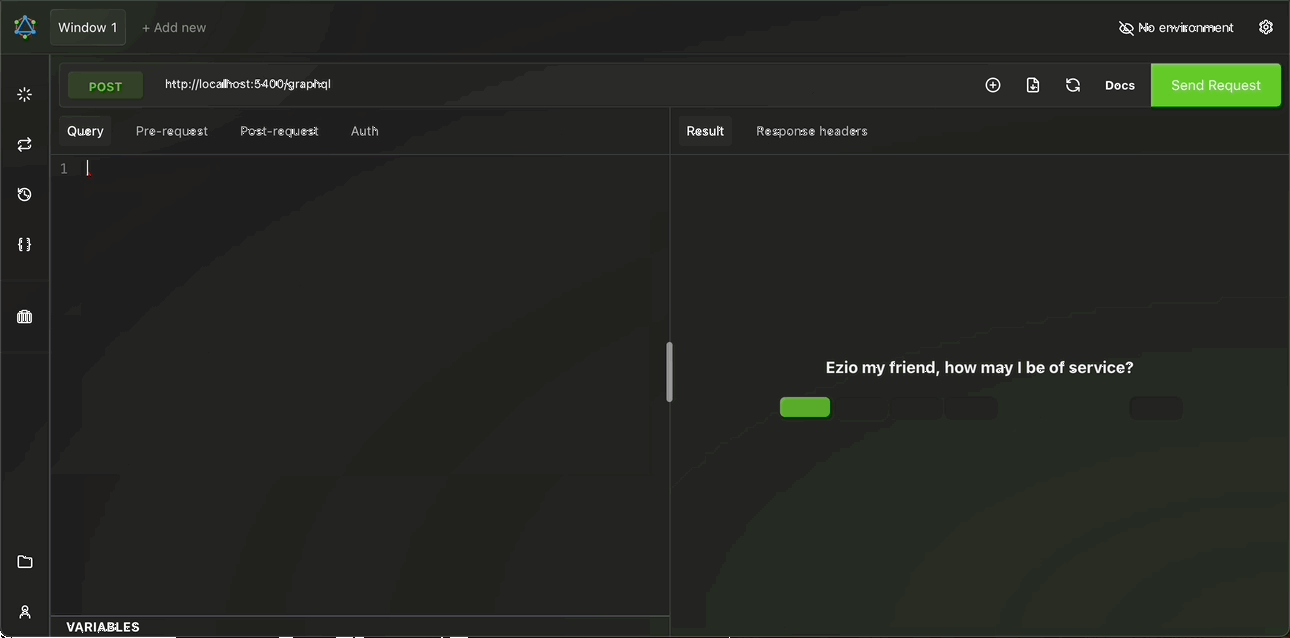 Window 1 + Add new No environment
POST http://localhost:5400/graphiql Docs Send Request
Query Pre-request Post-request Auth Result Response headers
1
Ezio my friend, how may I be of service?
VARIABLES